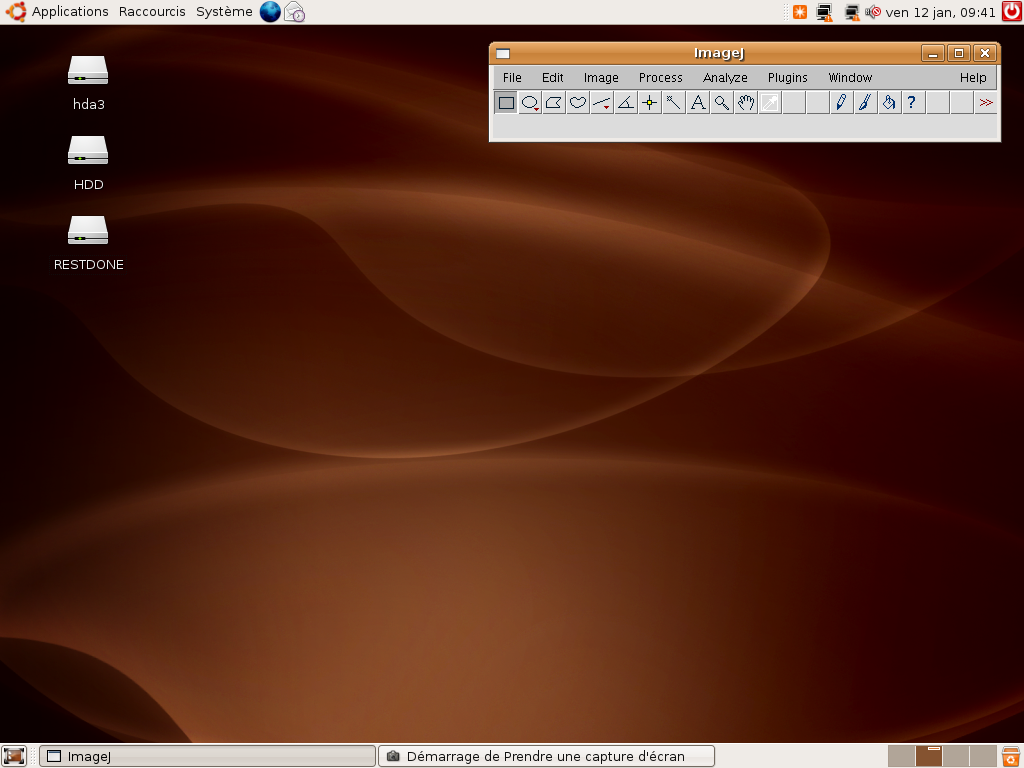 Applications Raccourcis Système ven 12 jan, 09:41
ImageJ
File Edit Image Process Analyze Plugins Window Help
A ?
>>
hda3
HDD
RESTDONE
ImageJ Démarrage de Prendre une capture d'écran